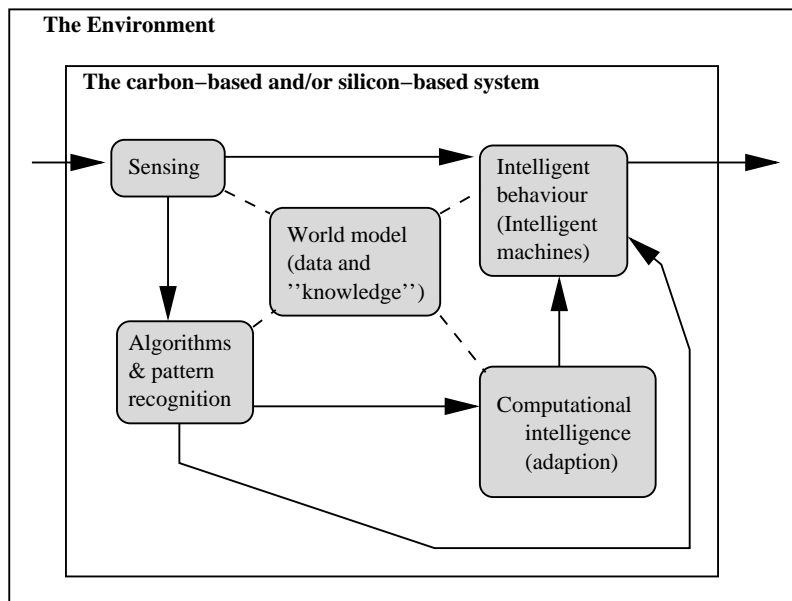 The Environment
The carbon−based and/or silicon−based system
Sensing
Intelligent
behaviour
(Intelligent
machines)
World model
(data and
’’knowledge’’)
Algorithms
& pattern
recognition
Computational
intelligence
(adaption)